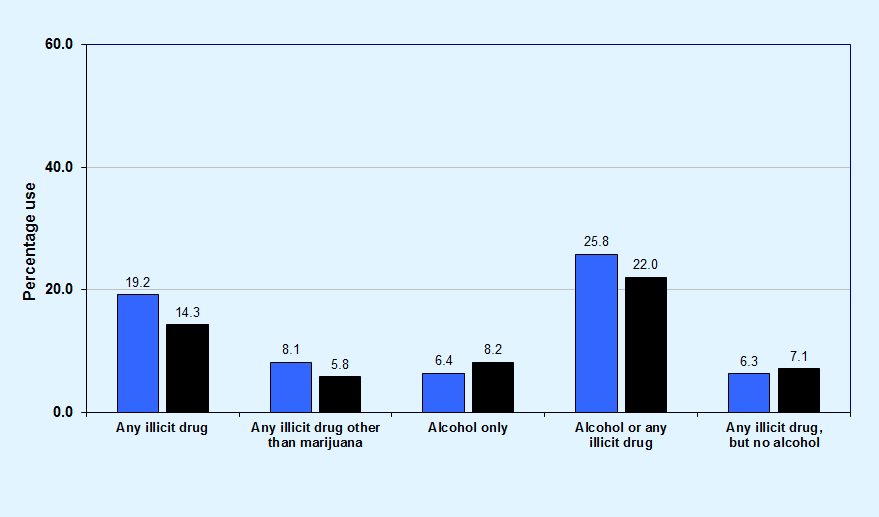 60.0
40.0
20.0
0.0
Percentage use
19.2
14.3
8.1
5.8
6.4
8.2
25.8
22.0
6.3
7.1
Any illicit drug
Any illicit drug other
than marijuana
Alcohol only
Alcohol or any
illicit drug
Any illicit drug,
but no alcohol